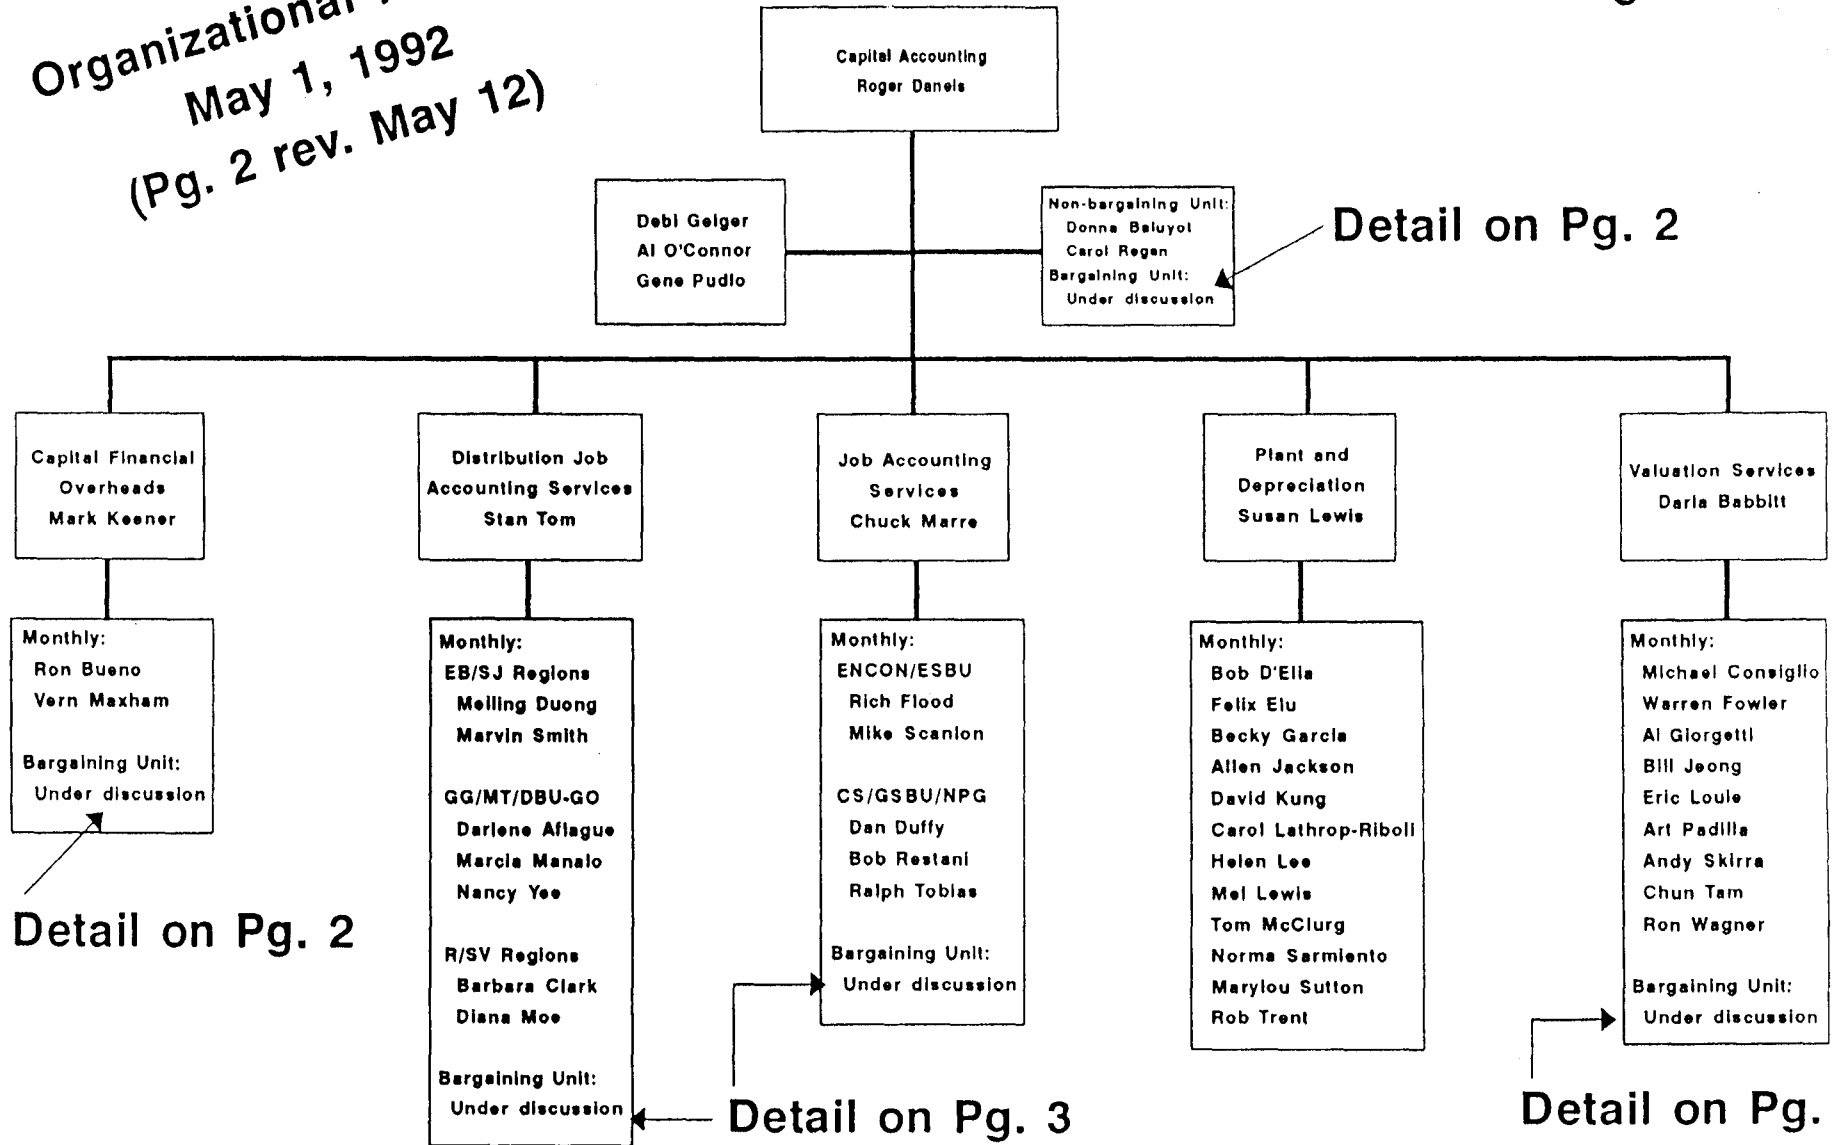 Organizational
May 1, 1992
(Pg. 2 rev. May 12)
Capital Accounting
Roger Danels
Debi Geiger
Al O'Connor
Gene Pudlo
Non-bargaining Unit:
Donna Baluyot
Carol Regan
Bargaining Unit:
Under discussion
Detail on Pg. 2
Capital Financial
Overheads
Mark Keener
Monthly:
Ron Bueno
Vern Maxham
Bargaining Unit:
Under discussion
Detail on Pg. 2
Distribution Job
Accounting Services
Stan Tom
Monthly:
EB/SJ Regions
Meiling Duong
Marvin Smith
GG/MT/DBU-GO
Darlene Aflague
Marcia Manalo
Nancy Yee
R/SV Regions
Barbara Clark
Diana Moe
Bargaining Unit:
Under discussion
Job Accounting
Services
Chuck Marre
Monthly:
ENCON/ESBU
Rich Flood
Mike Scanlon
CS/GSBU/NPG
Dan Duffy
Bob Restani
Ralph Tobias
Bargaining Unit:
Under discussion
Detail on Pg. 3
Plant and
Depreciation
Susan Lewis
Monthly:
Bob D'Elia
Felix Elu
Becky Garcia
Allen Jackson
David Kung
Carol Lathrop-Riboli
Helen Lee
Mel Lewis
Tom McClurg
Norma Sarmiento
Marylou Sutton
Rob Trent
Valuation Services
Darla Babbitt
Monthly:
Michael Consiglio
Warren Fowler
Al Giorgetti
Bill Jeong
Eric Louie
Art Padilla
Andy Skirra
Chun Tam
Ron Wagner
Bargaining Unit:
Under discussion
Detail on Pg.